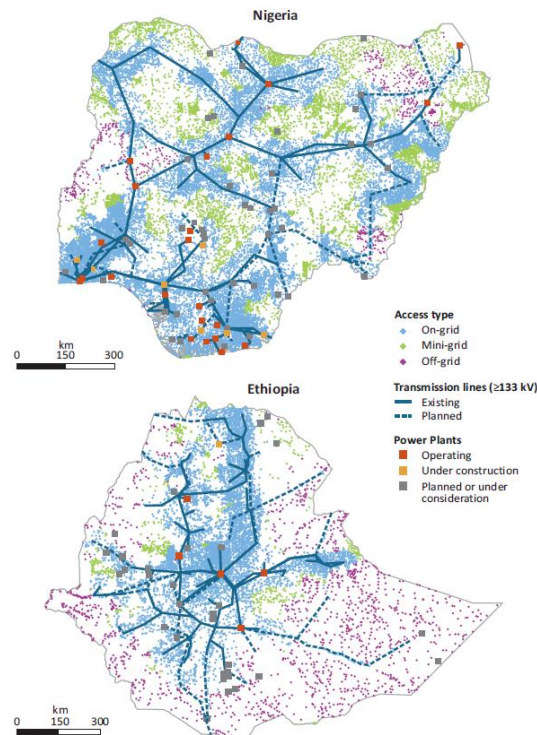 Nigeria
km
0 150 300
Access type
On-grid
Mini-grid
Off-grid
Transmission lines (≥133 kV)
Existing
Planned
Power Plants
Operating
Under construction
Planned or under
consideration
Ethiopia
km
0 150 300